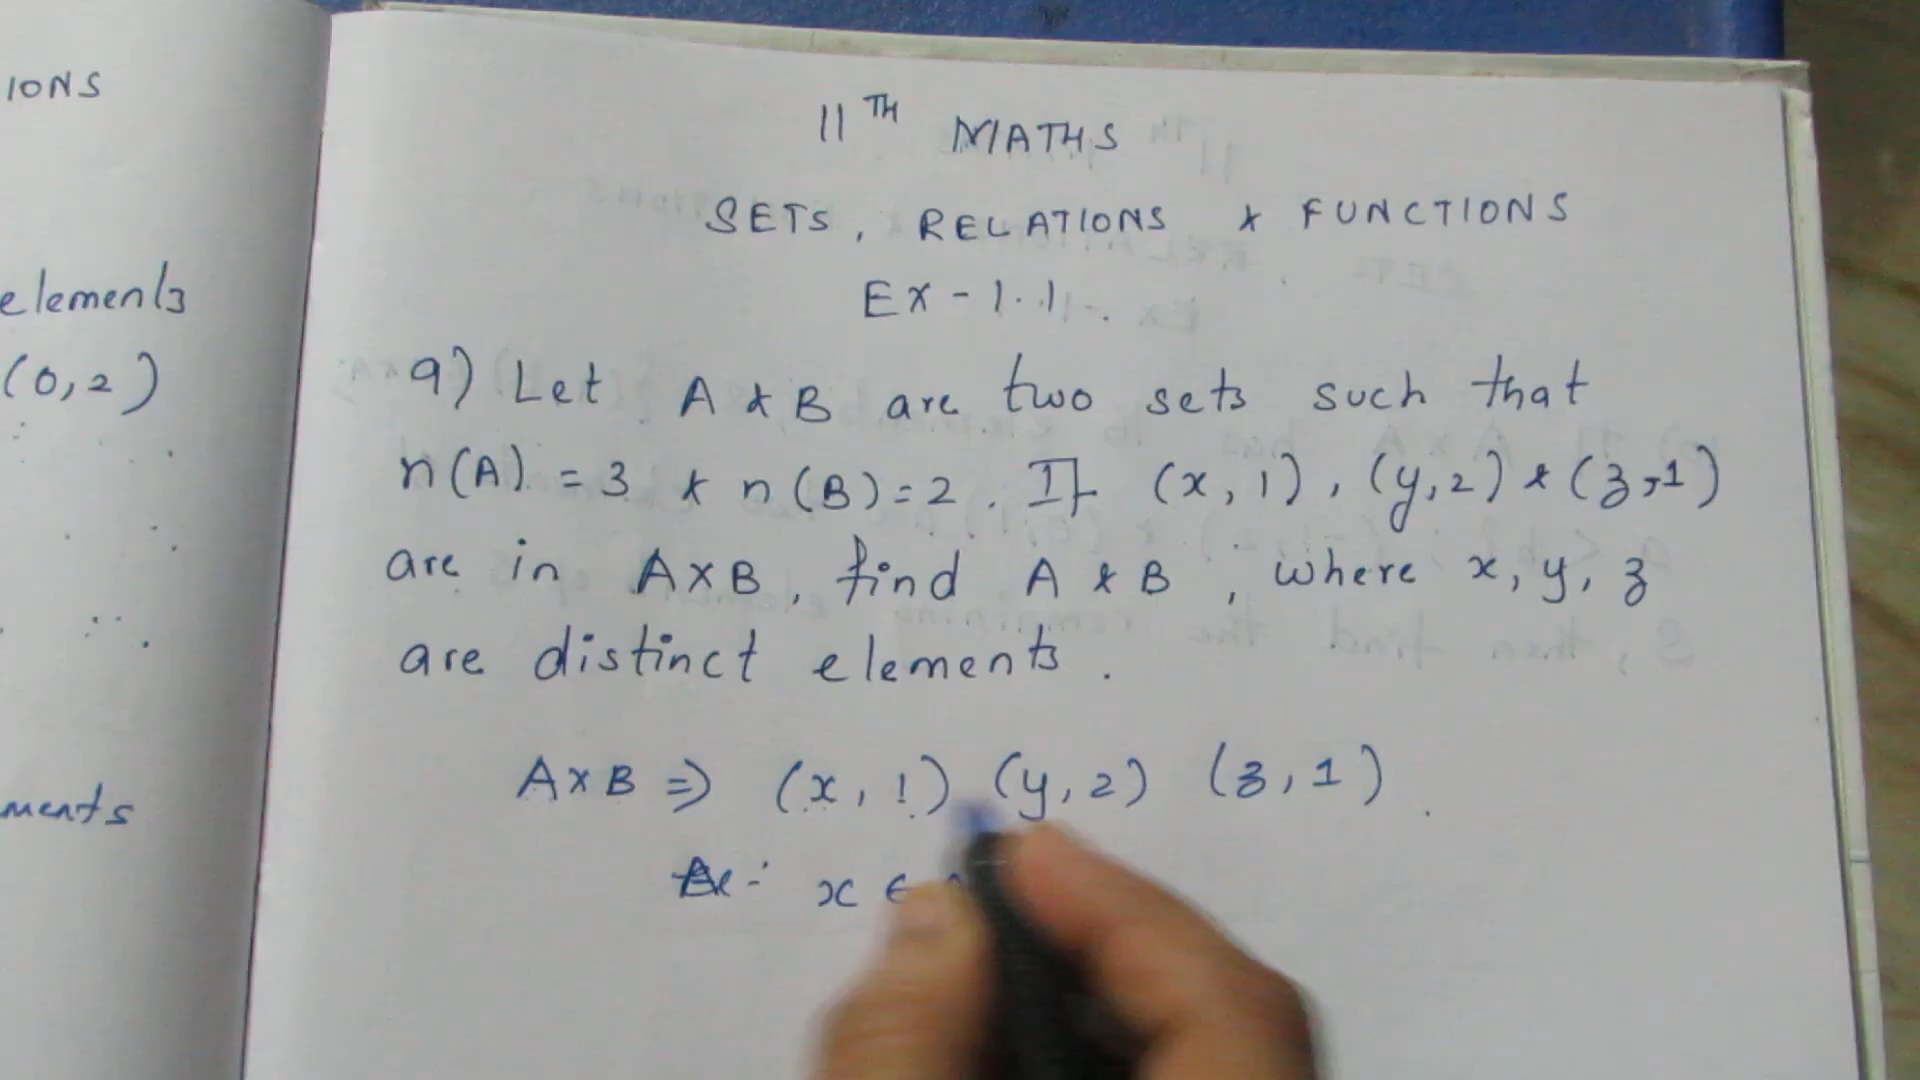 IONS
elements
(0,2)
ments
11TH MATHS
SETS, RELATIONS & FUNCTIONS
Ex - 1.1
9) Let A & B are two sets such that
n(A) = 3 & n(B) = 2. If (x, 1), (y, 2) & (z, 1)
are in A×B, find A & B, where x, y, z
are distinct elements.
A×B ⇒ (x, 1) (y, 2) (z, 1)
x ∈